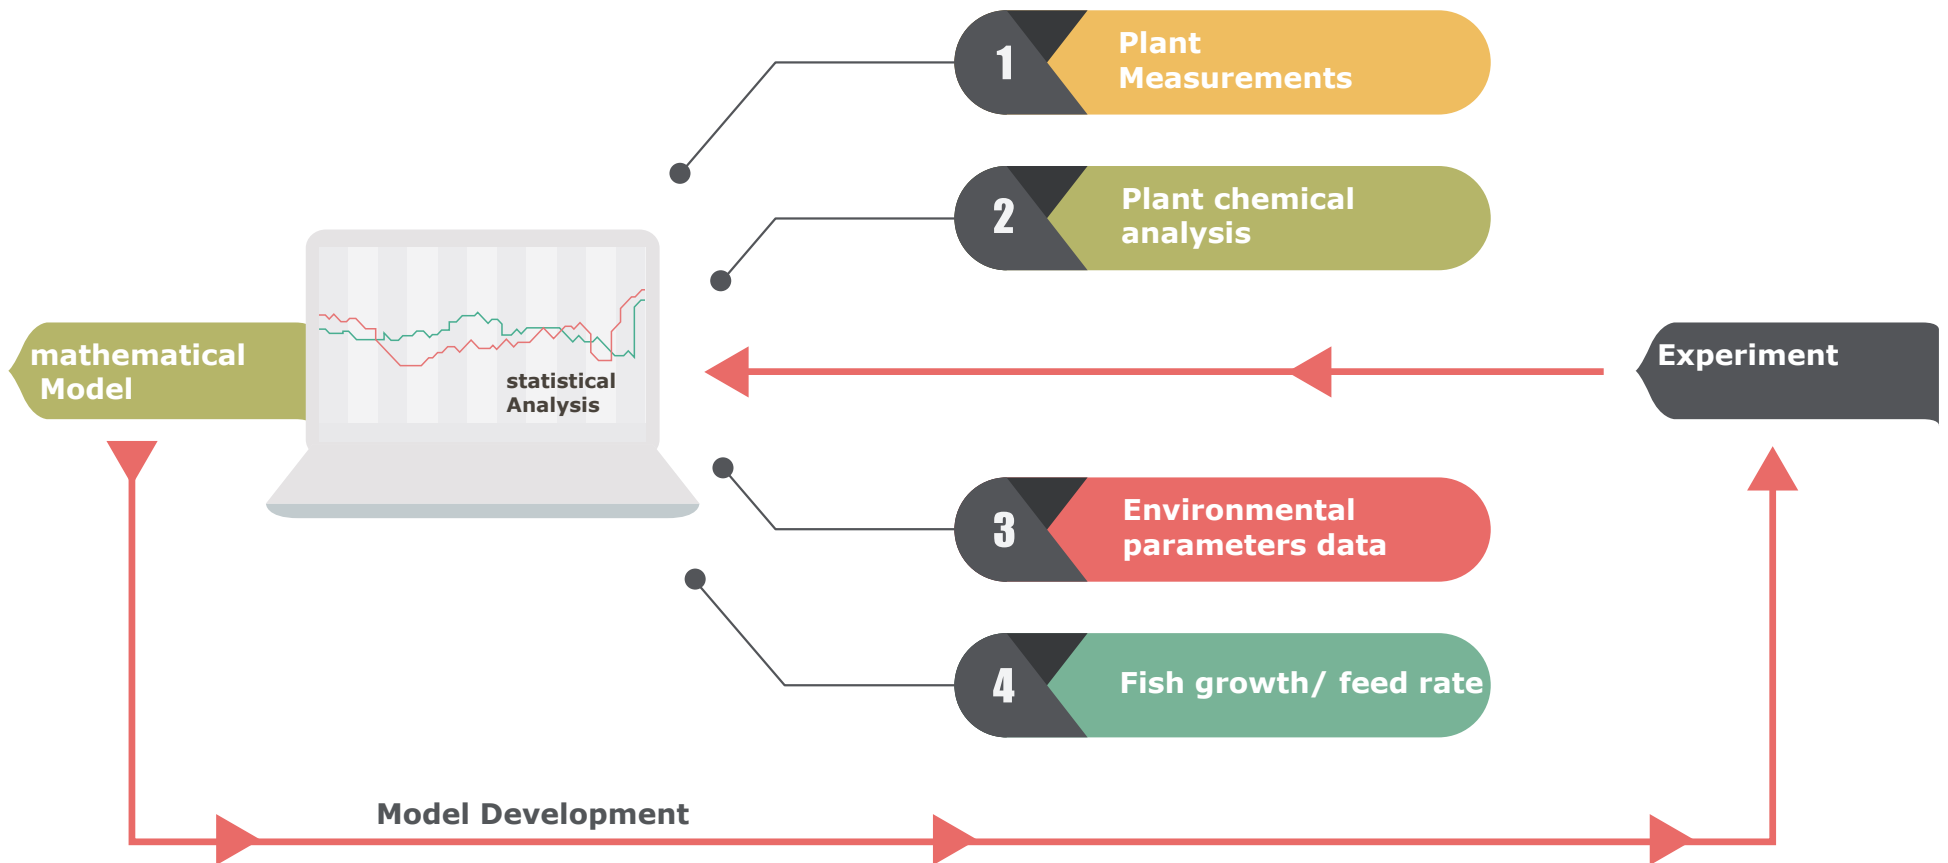 1
Plant
Measurements
2
Plant chemical
analysis
mathematical
Model
statistical
Analysis
Experiment
3
Environmental
parameters data
4
Fish growth/ feed rate
Model Development